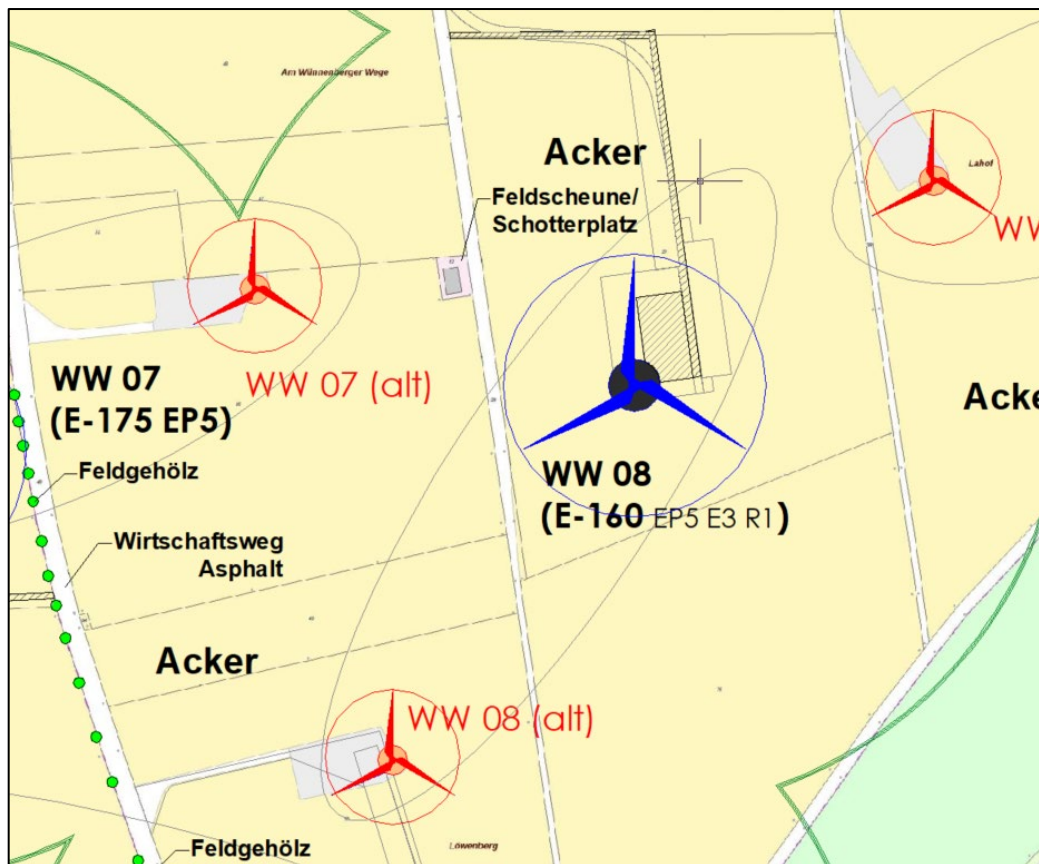 Am Wünnenberger Wege
Acker
Feldscheune/
Schotterplatz
Lahof
WW
WW 07
(E-175 EP5)
WW 07 (alt)
Acke
WW 08
(E-160 EP5 E3 R1)
Feldgehölz
Wirtschaftsweg
Asphalt
Acker
WW 08 (alt)
Löwenberg
Feldgehölz